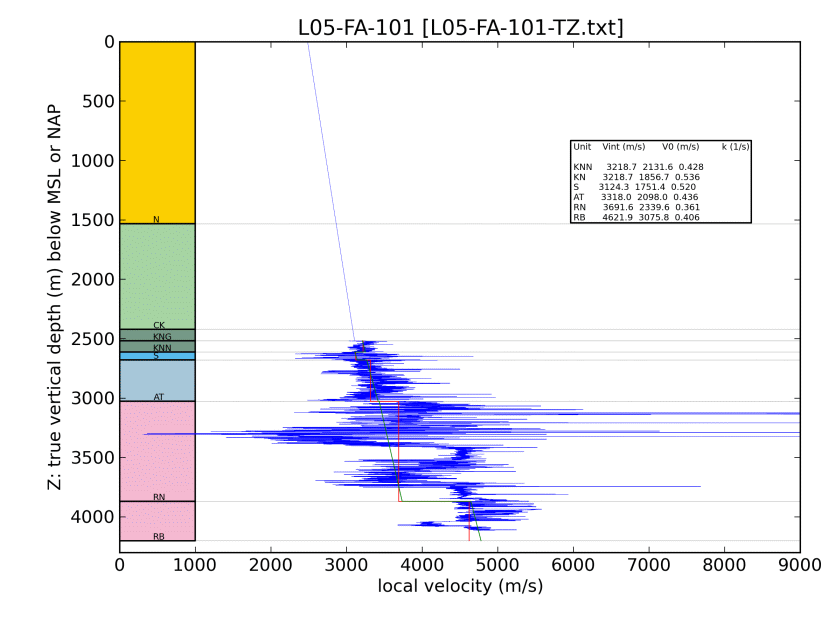 L05-FA-101 [L05-FA-101-TZ.txt]
0
500
1000
1500
2000
2500
3000
3500
4000
Z: true vertical depth (m) below MSL or NAP
N
CK
KNG
KNN
S
AT
RN
RB
Unit Vint (m/s) V0 (m/s) k (1/s)
KNN 3218.7 2131.6 0.428
KN 3218.7 1856.7 0.536
S 3124.3 1751.4 0.520
AT 3318.0 2098.0 0.436
RN 3691.6 2339.6 0.361
RB 4621.9 3075.8 0.406
0 1000 2000 3000 4000 5000 6000 7000 8000 9000
local velocity (m/s)